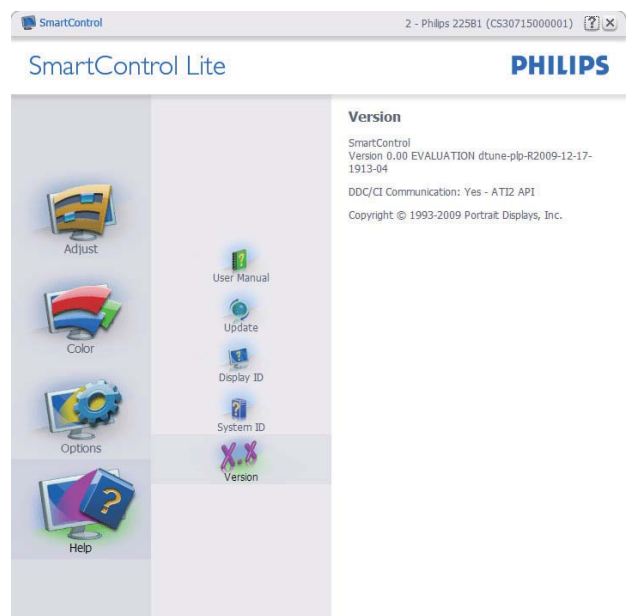 SmartControl
2 - Philips 225B1 (CS30715000001)
?
X
SmartControl Lite
PHILIPS
Adjust
Color
Options
Help
User Manual
Update
Display ID
System ID
X.X
Version
Version
SmartControl
Version 0.00 EVALUATION dtune-plp-R2009-12-17-
1913-04
DDC/CI Communication: Yes - ATI2 API
Copyright © 1993-2009 Portrait Displays, Inc.